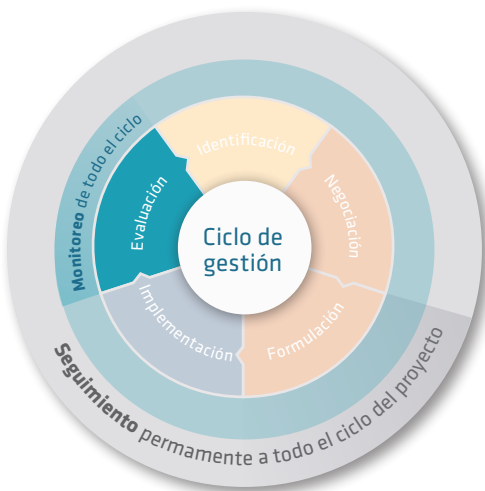 Ciclo de
gestión
Identificación
Negociación
Formulación
Implementación
Evaluación
Monitoreo de todo el ciclo
Seguimiento permamente a todo el ciclo del proyecto